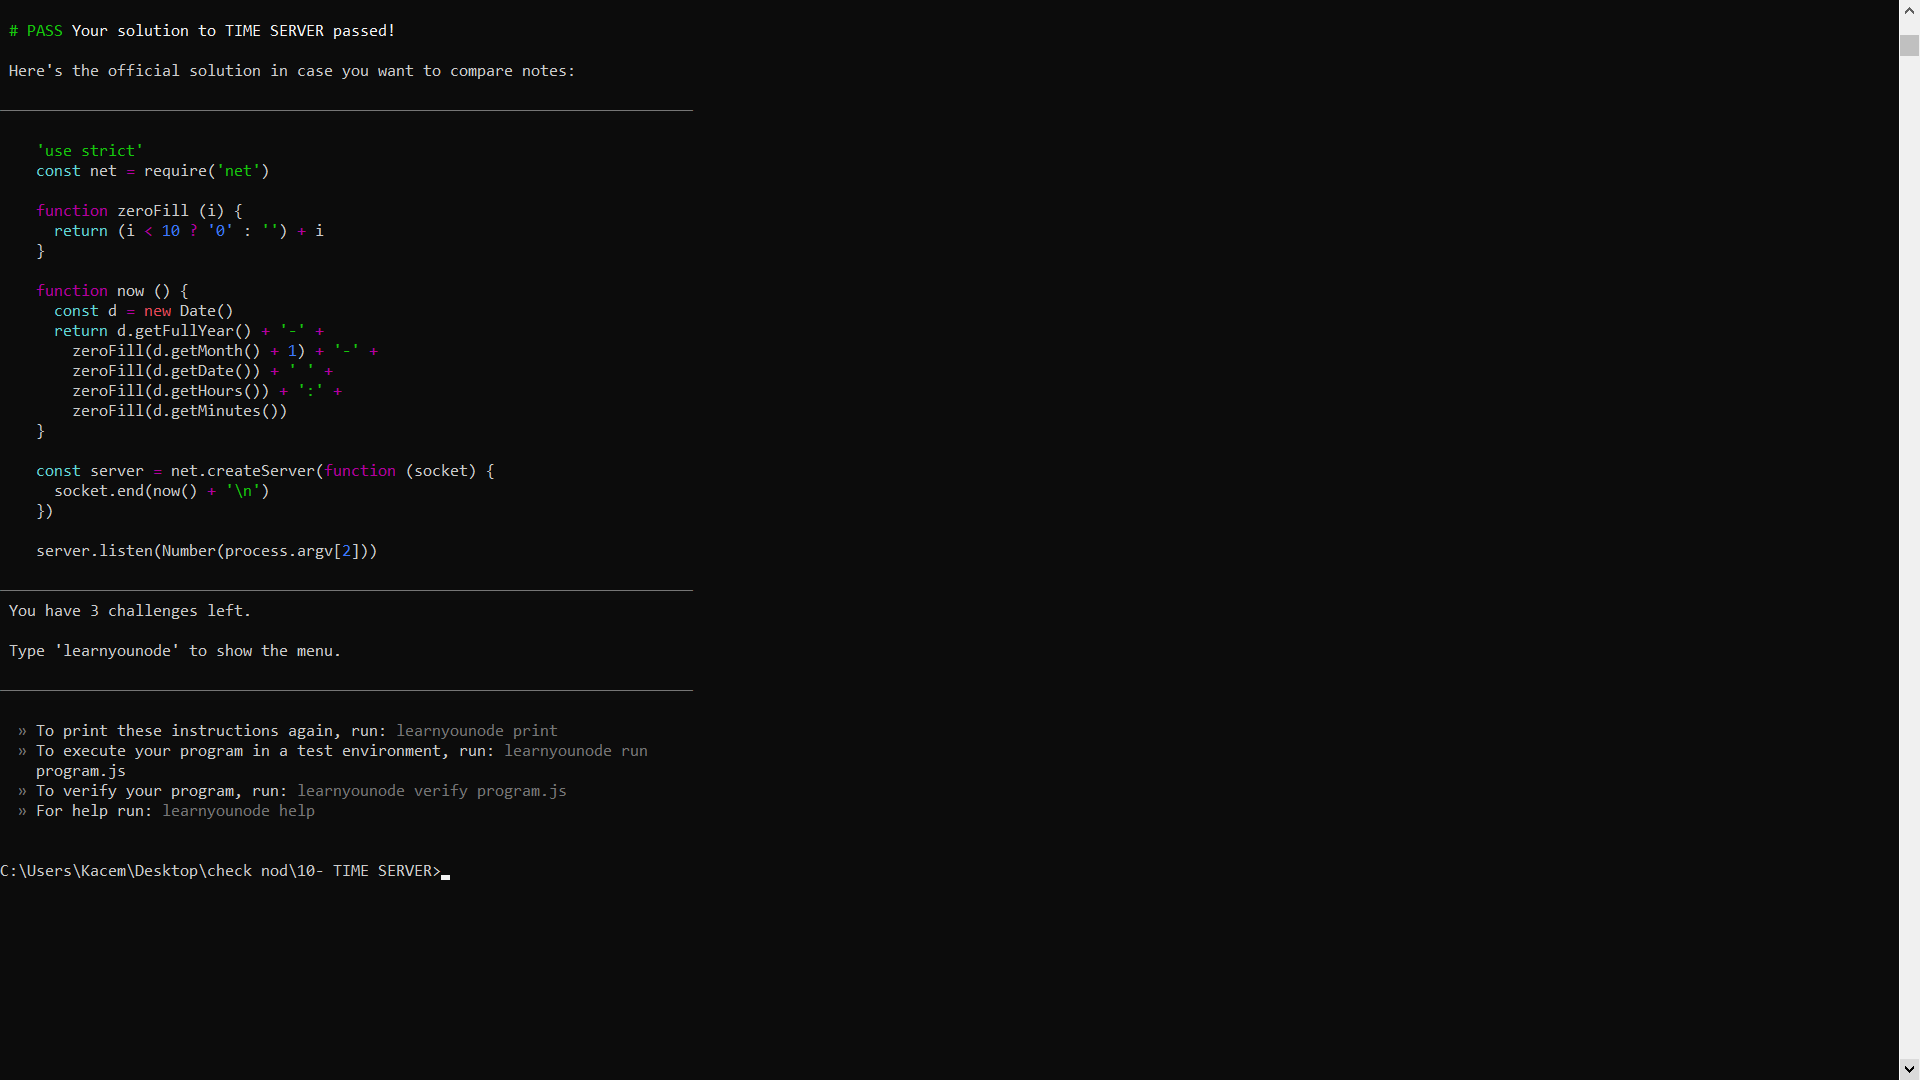 # PASS Your solution to TIME SERVER passed!
Here's the official solution in case you want to compare notes:
'use strict'
const net = require('net')
function zeroFill (i) {
return (i < 10 ? '0' : '') + i
}
function now () {
const d = new Date()
return d.getFullYear() + '-' +
zeroFill(d.getMonth() + 1) + '-' +
zeroFill(d.getDate()) + ' ' +
zeroFill(d.getHours()) + ':' +
zeroFill(d.getMinutes())
}
const server = net.createServer(function (socket) {
socket.end(now() + '\n')
})
server.listen(Number(process.argv[2]))
You have 3 challenges left.
Type 'learnyounode' to show the menu.
» To print these instructions again, run: learnyounode print
» To execute your program in a test environment, run: learnyounode run
program.js
» To verify your program, run: learnyounode verify program.js
» For help run: learnyounode help
C:\Users\Kacem\Desktop\check nod\10- TIME SERVER>